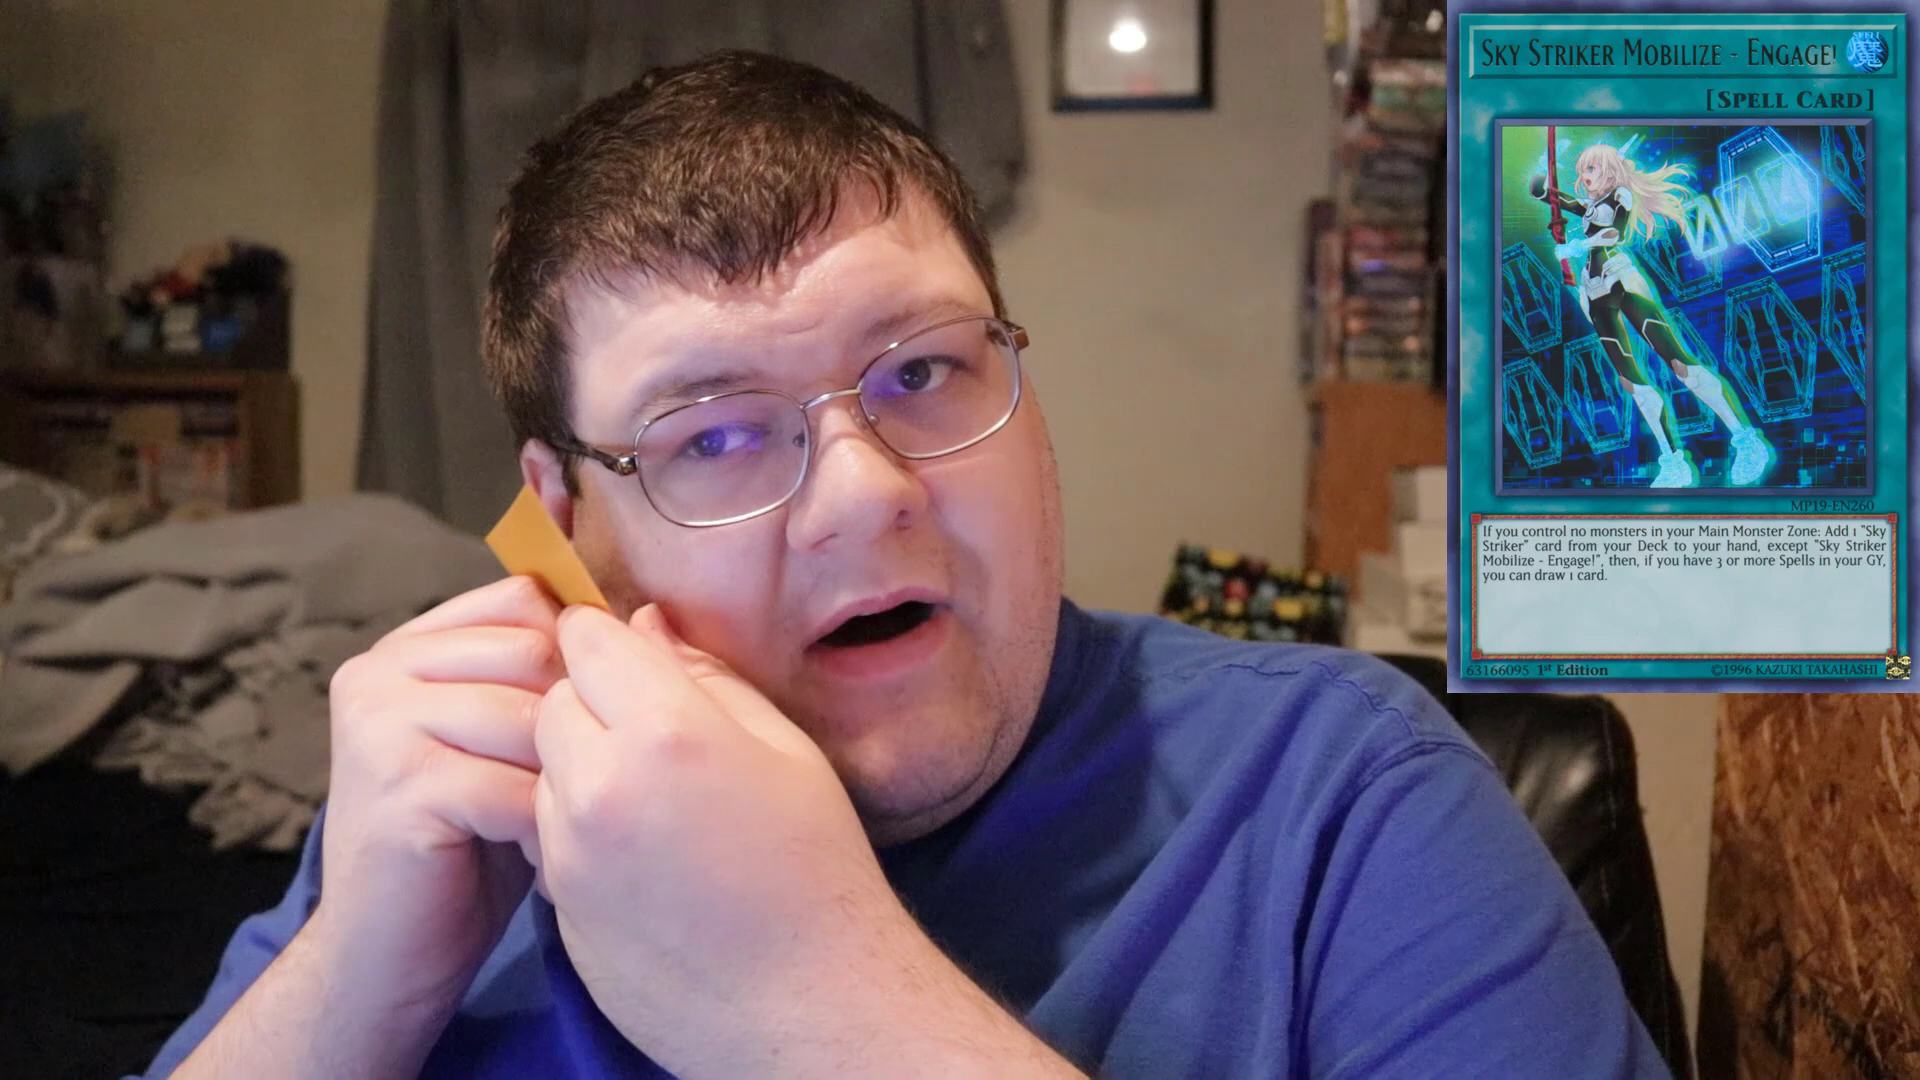 SKY STRIKER MOBILIZE - ENGAGE!
SPELL
魔
[SPELL CARD]
MP19-EN260
If you control no monsters in your Main Monster Zone: Add 1 "Sky
Striker" card from your Deck to your hand, except "Sky Striker
Mobilize - Engage!", then, if you have 3 or more Spells in your GY,
you can draw 1 card.
63166095 1st Edition
©1996 KAZUKI TAKAHASHI